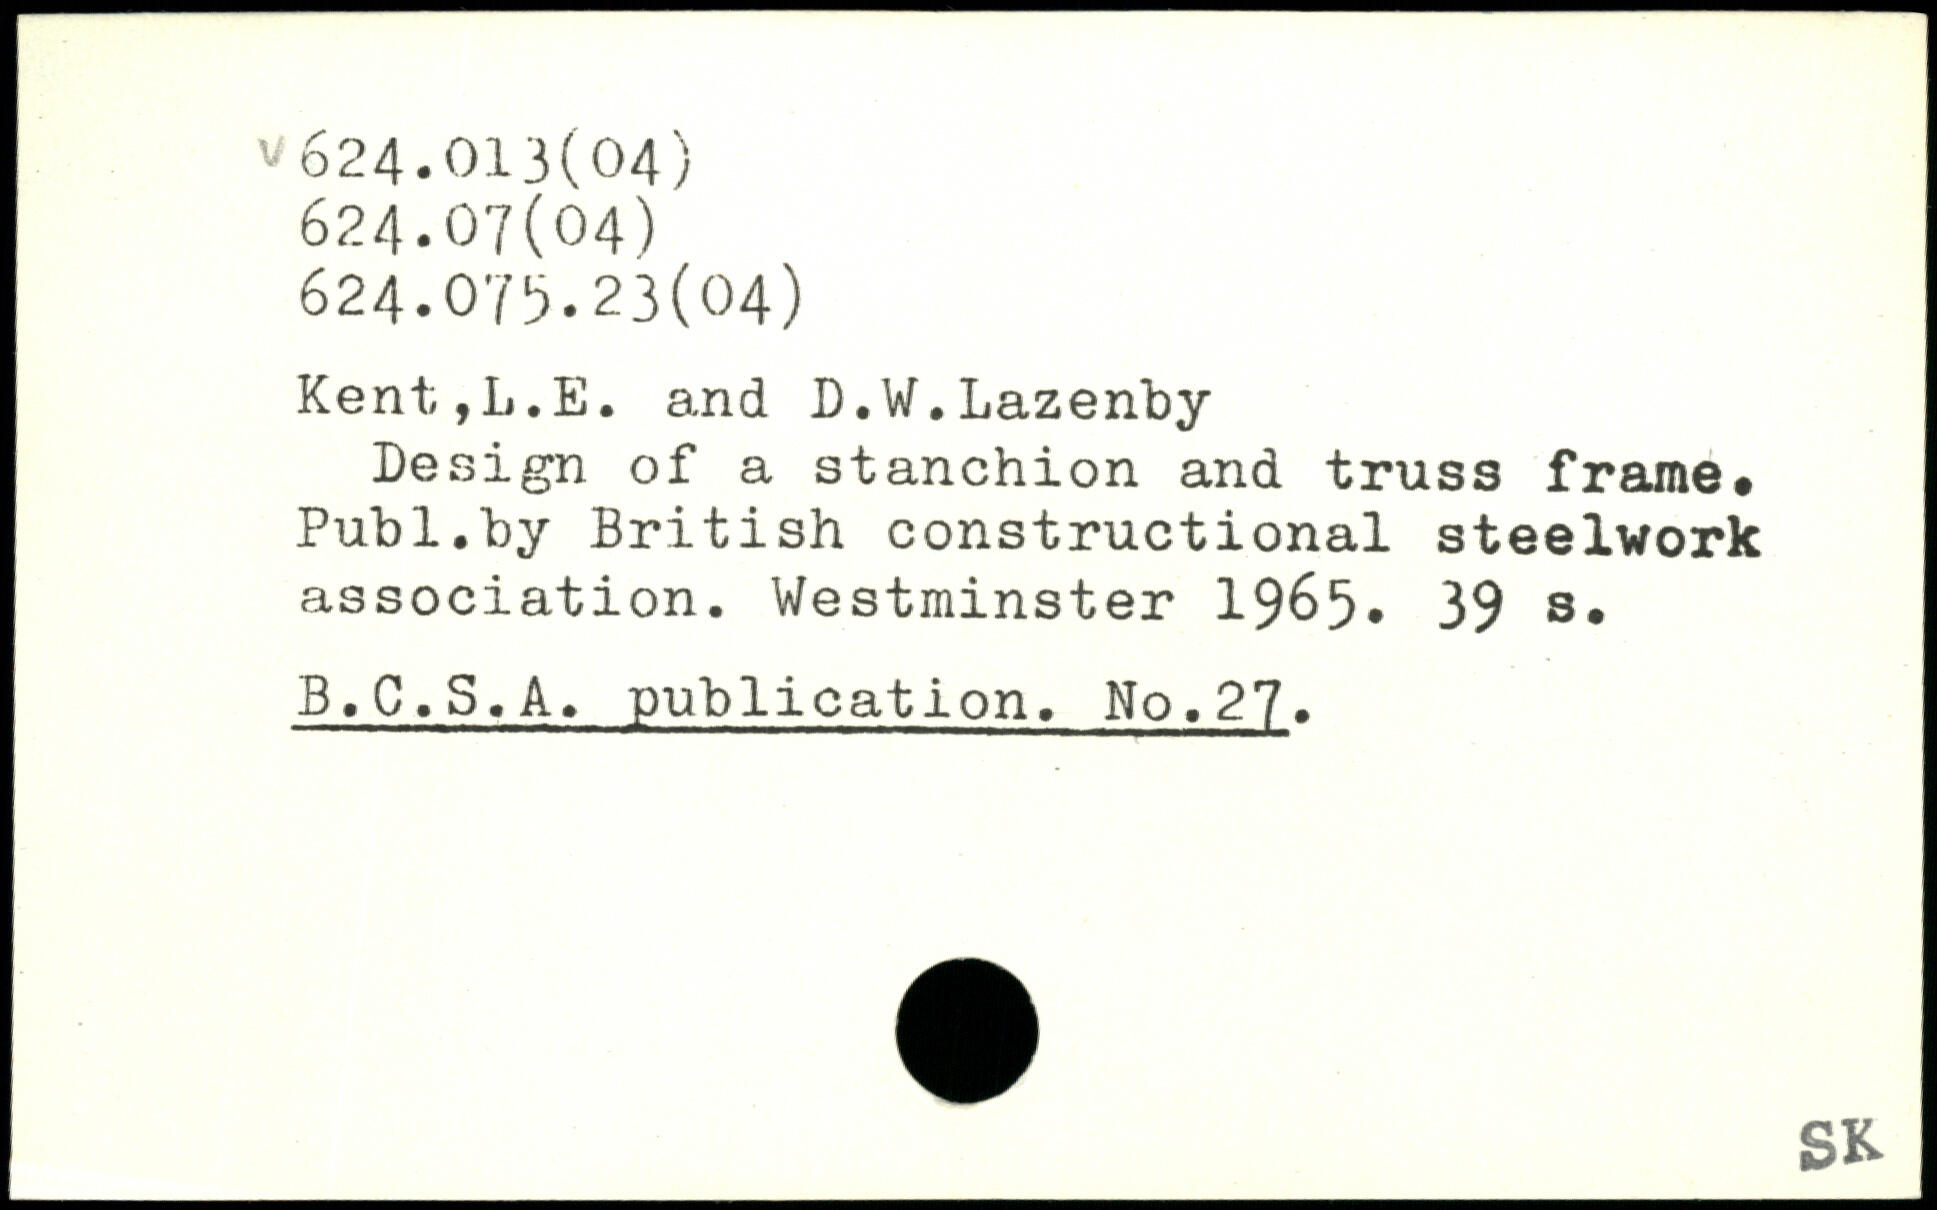 v 624.013(04)
624.07(04)
624.075.23(04)
Kent,L.E. and D.W.Lazenby
Design of a stanchion and truss frame.
Publ.by British constructional steelwork
association. Westminster 1965. 39 s.
B.C.S.A. publication. No.27.
SK